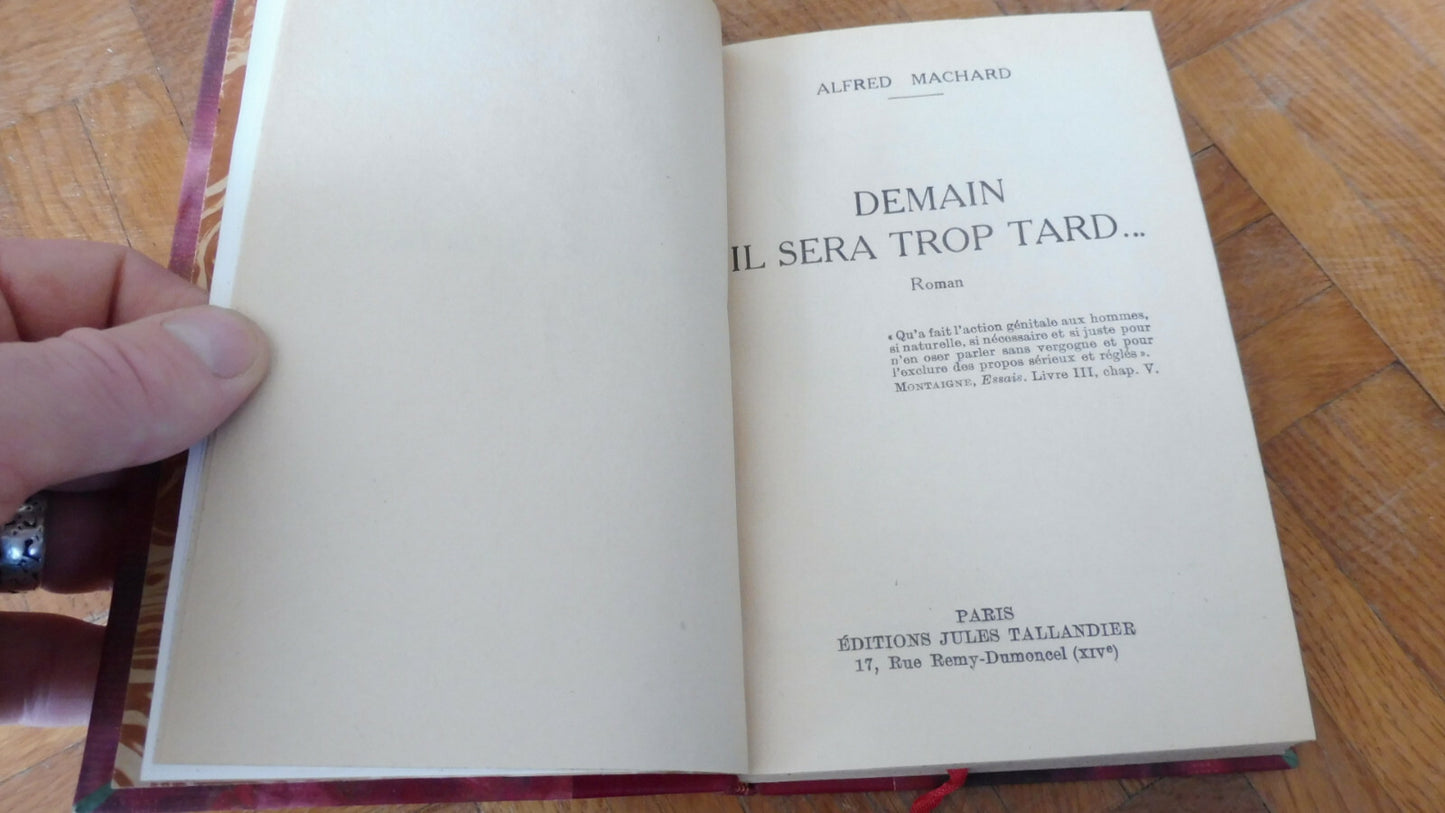 ALFRED MACHARD
DEMAIN
IL SERA TROP TARD...
Roman
« Qu'a fait l'action génitale aux hommes,
si naturelle, si nécessaire et si juste pour
n'en oser parler sans vergogne et pour
l'exclure des propos sérieux et réglés ».
MONTAIGNE, Essais. Livre III, chap. V.
PARIS
ÉDITIONS JULES TALLANDIER
17, Rue Remy-Dumoncel (XIVe)